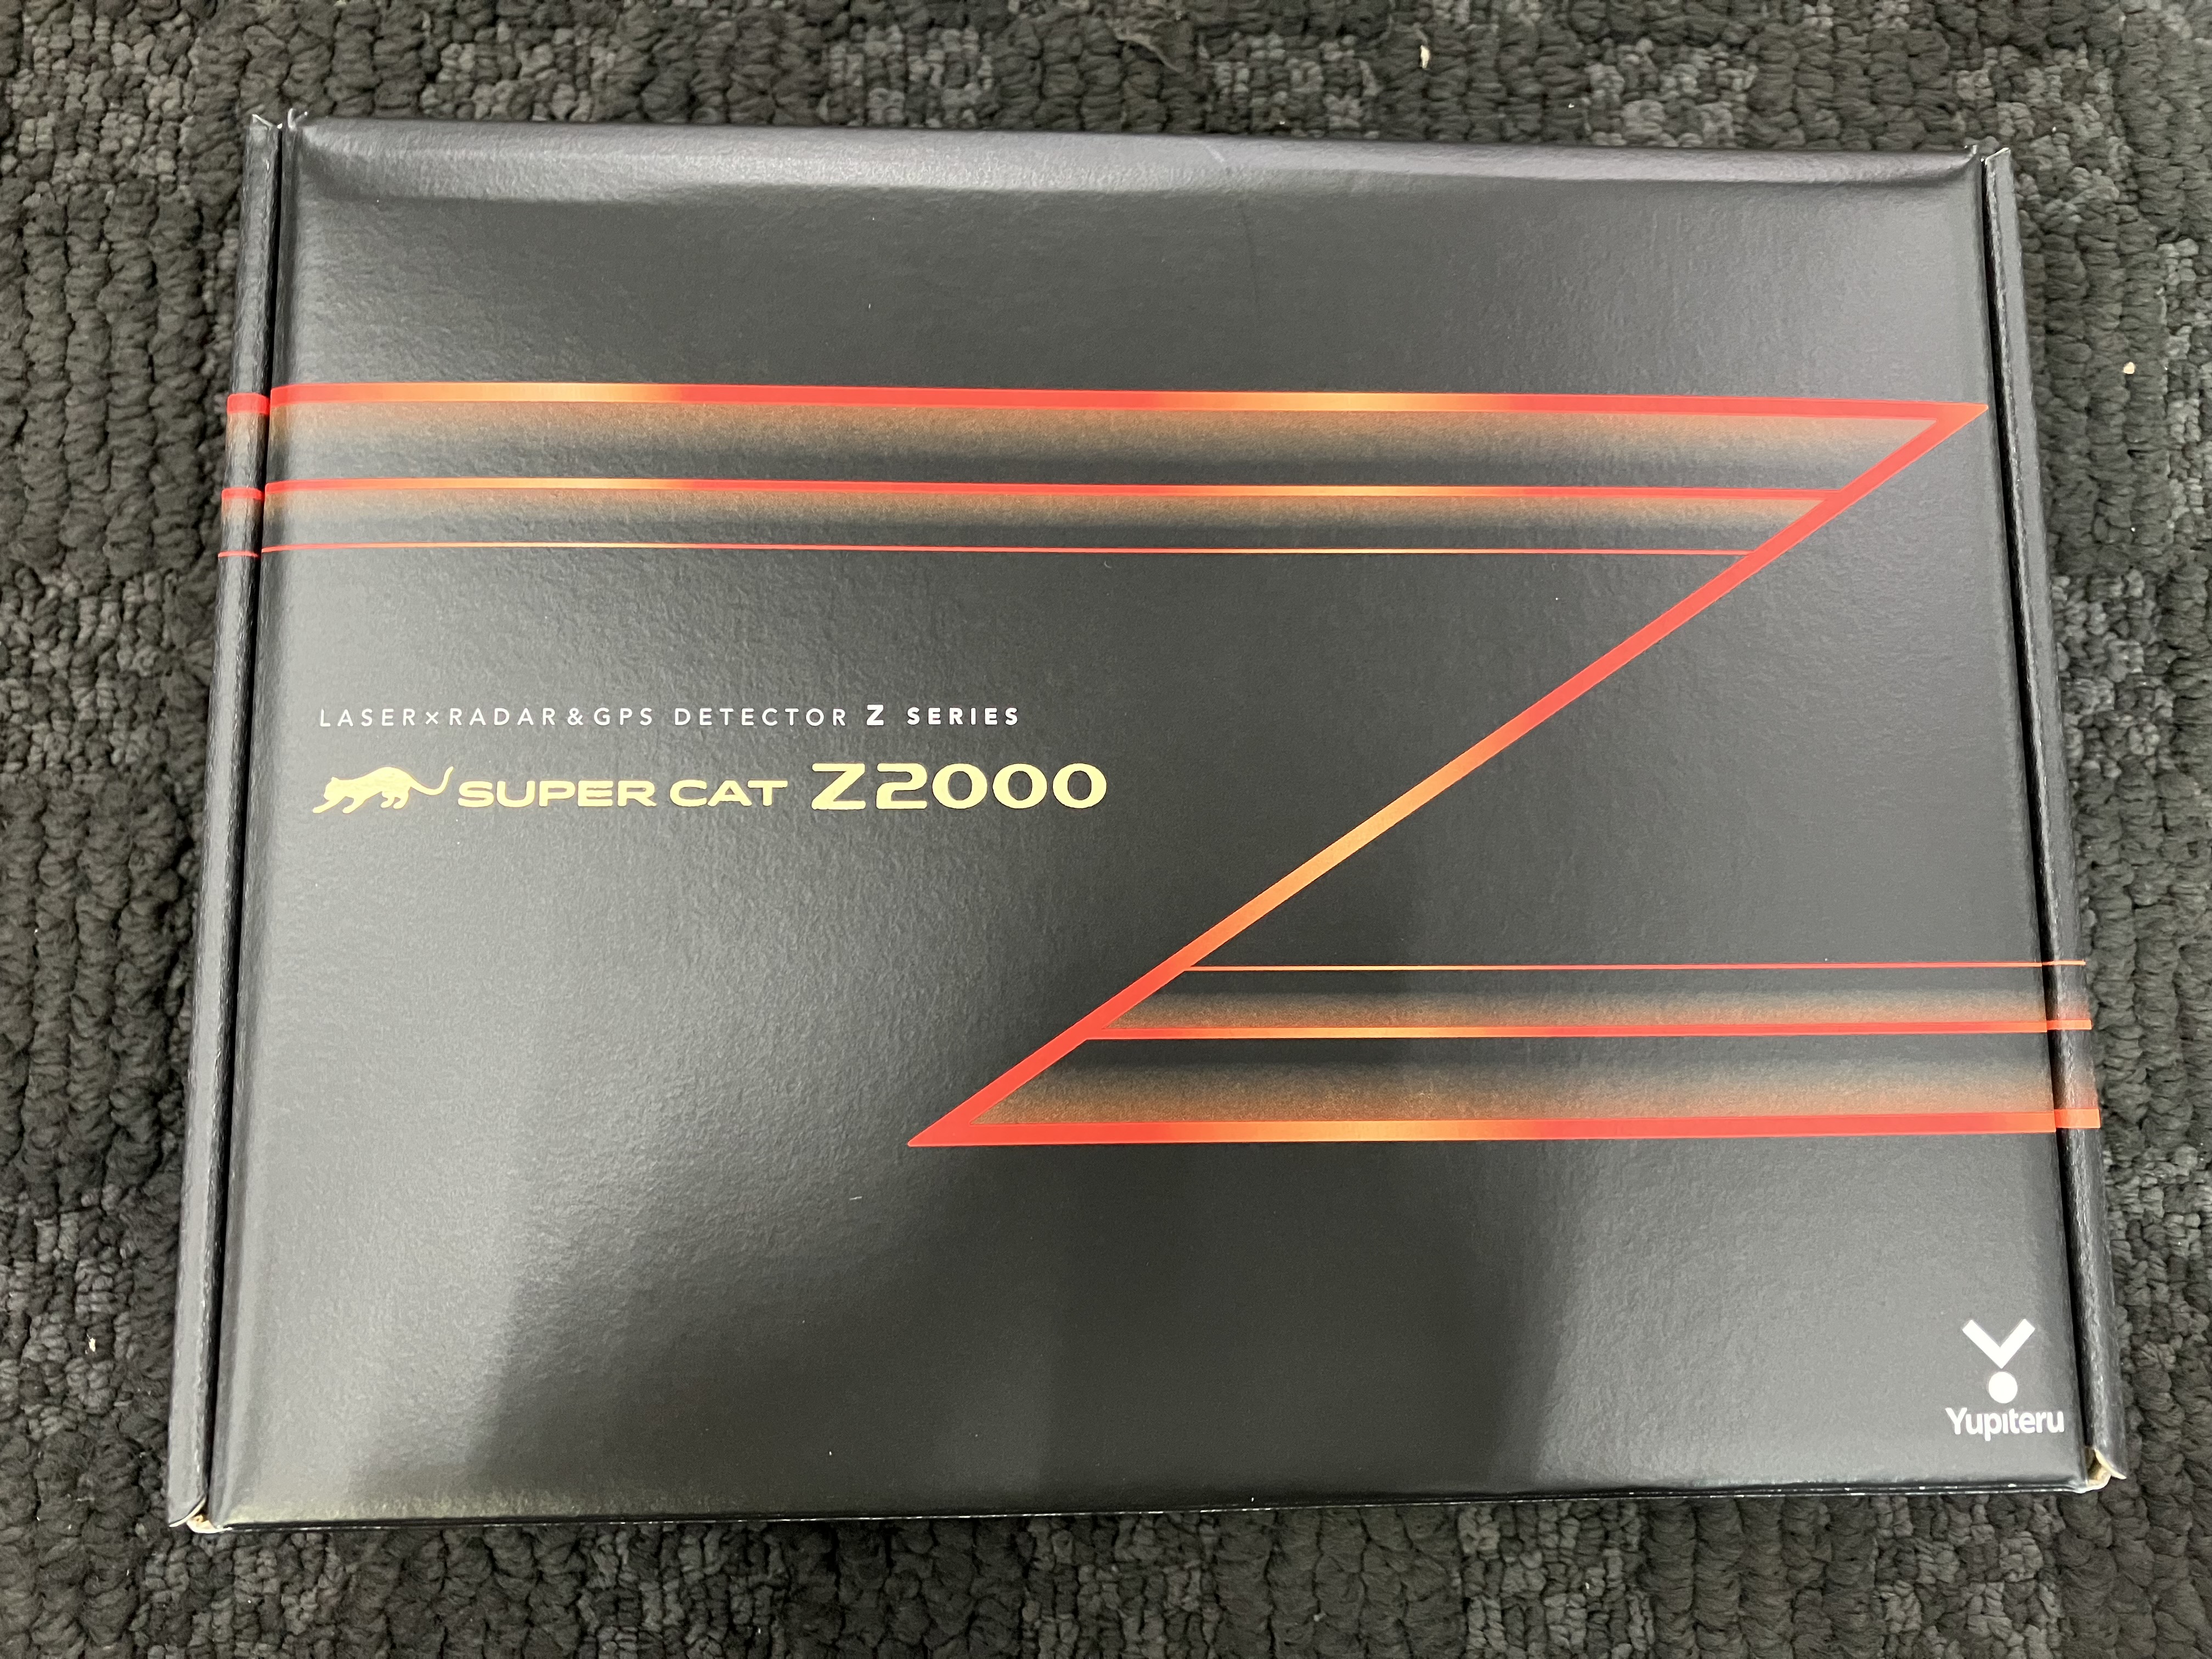 LASER×RADAR&GPS DETECTOR Z SERIES
SUPER CAT Z2000
Yupiteru